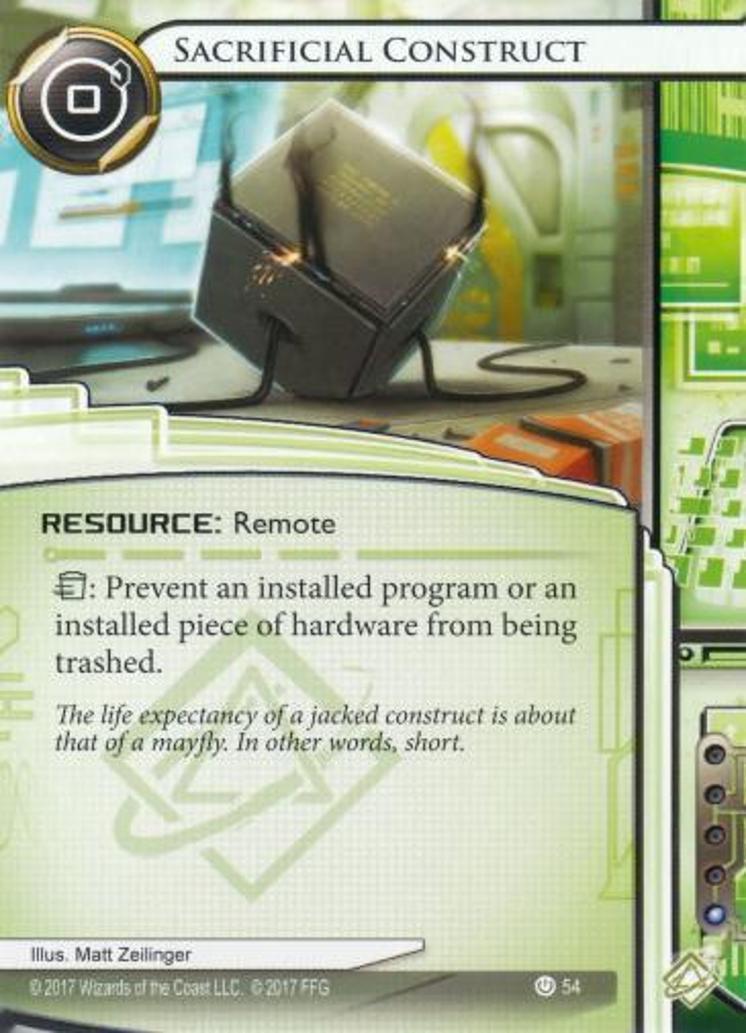 SACRIFICIAL CONSTRUCT
RESOURCE: Remote
: Prevent an installed program or an
installed piece of hardware from being
trashed.
The life expectancy of a jacked construct is about
that of a mayfly. In other words, short.
Illus. Matt Zeilinger
© 2017 Wizards of the Coast LLC. © 2017 FFG
54